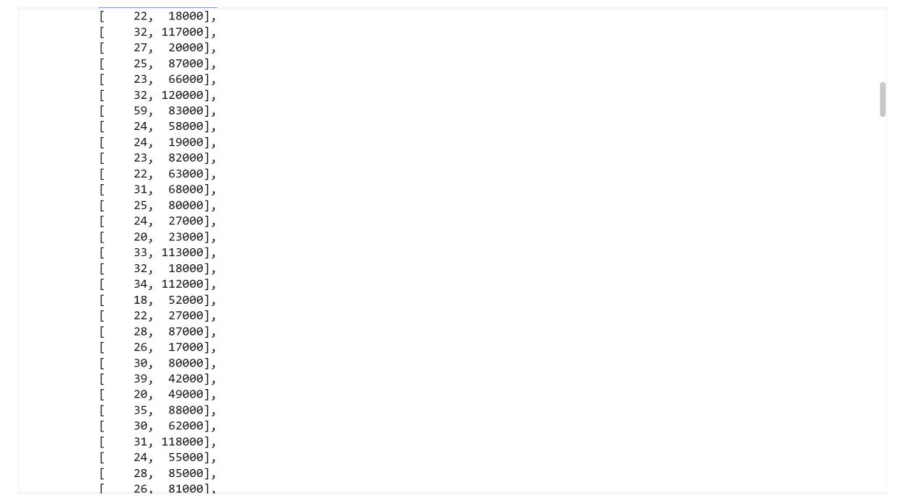 [    22,  18000],
[    32, 117000],
[    27,  20000],
[    25,  87000],
[    23,  66000],
[    32, 120000],
[    59,  83000],
[    24,  58000],
[    24,  19000],
[    23,  82000],
[    22,  63000],
[    31,  68000],
[    25,  80000],
[    24,  27000],
[    20,  23000],
[    33, 113000],
[    32,  18000],
[    34, 112000],
[    18,  52000],
[    22,  27000],
[    28,  87000],
[    26,  17000],
[    30,  80000],
[    39,  42000],
[    20,  49000],
[    35,  88000],
[    30,  62000],
[    31, 118000],
[    24,  55000],
[    28,  85000],
[    26,  81000],